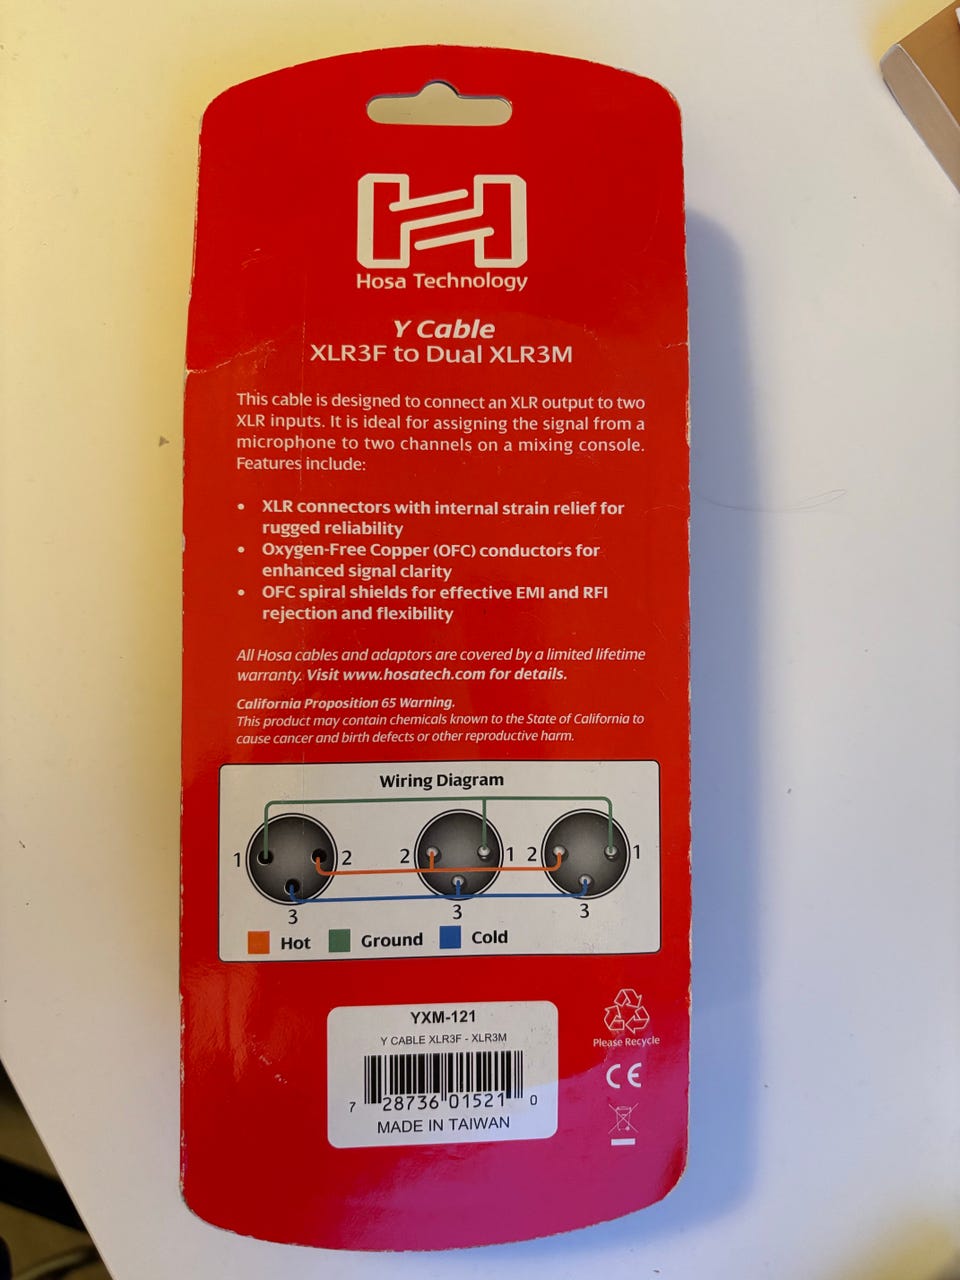 Hosa Technology
Y Cable
XLR3F to Dual XLR3M
This cable is designed to connect an XLR output to two
XLR inputs. It is ideal for assigning the signal from a
microphone to two channels on a mixing console.
Features include:
• XLR connectors with internal strain relief for
rugged reliability
• Oxygen-Free Copper (OFC) conductors for
enhanced signal clarity
• OFC spiral shields for effective EMI and RFI
rejection and flexibility
All Hosa cables and adaptors are covered by a limited lifetime
warranty. Visit www.hosatech.com for details.
California Proposition 65 Warning.
This product may contain chemicals known to the State of California to
cause cancer and birth defects or other reproductive harm.
Wiring Diagram
1 2 2 1 2 1
3 3 3
Hot Ground Cold
YXM-121
Y CABLE XLR3F - XLR3M
7 28736 01521 0
MADE IN TAIWAN
Please Recycle
CE